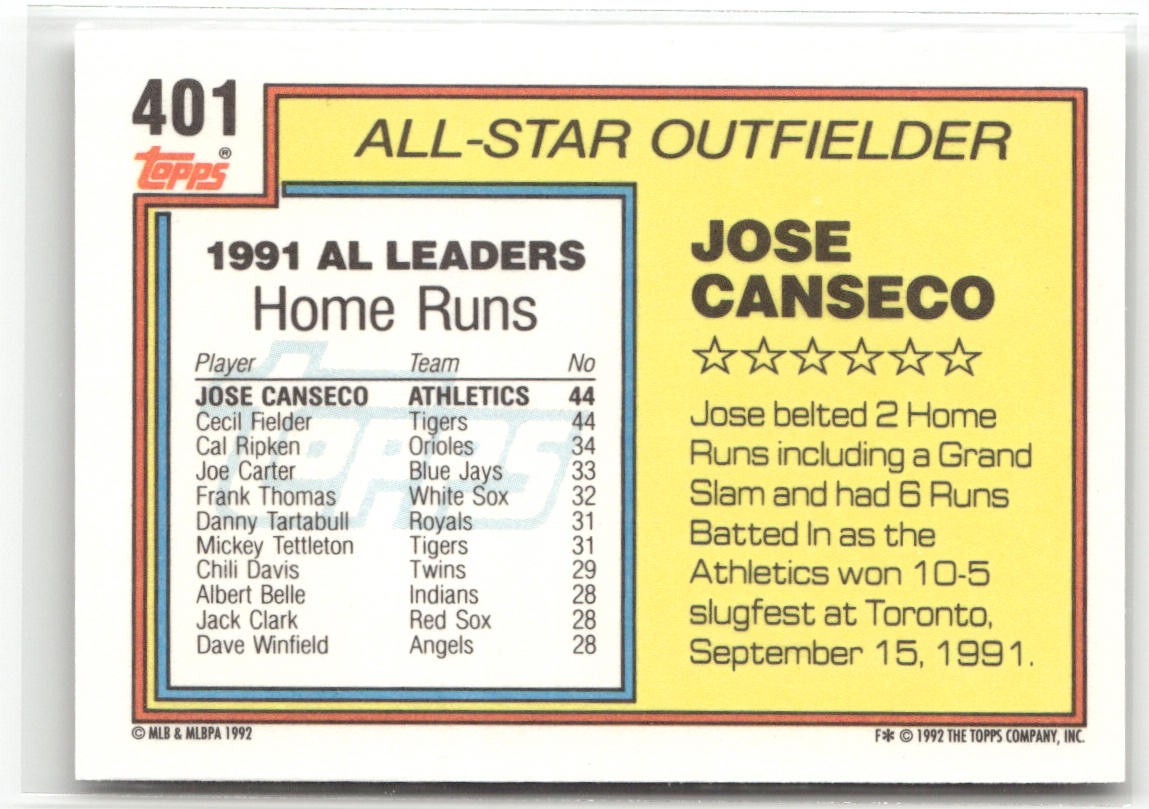 401
topps®
ALL-STAR OUTFIELDER
1991 AL LEADERS
Home Runs
Player Team No
JOSE CANSECO ATHLETICS 44
Cecil Fielder Tigers 44
Cal Ripken Orioles 34
Joe Carter Blue Jays 33
Frank Thomas White Sox 32
Danny Tartabull Royals 31
Mickey Tettleton Tigers 31
Chili Davis Twins 29
Albert Belle Indians 28
Jack Clark Red Sox 28
Dave Winfield Angels 28
topps
JOSE
CANSECO
☆☆☆☆☆☆
Jose belted 2 Home
Runs including a Grand
Slam and had 6 Runs
Batted In as the
Athletics won 10-5
slugfest at Toronto,
September 15, 1991.
© MLB & MLBPA 1992
F* © 1992 THE TOPPS COMPANY, INC.